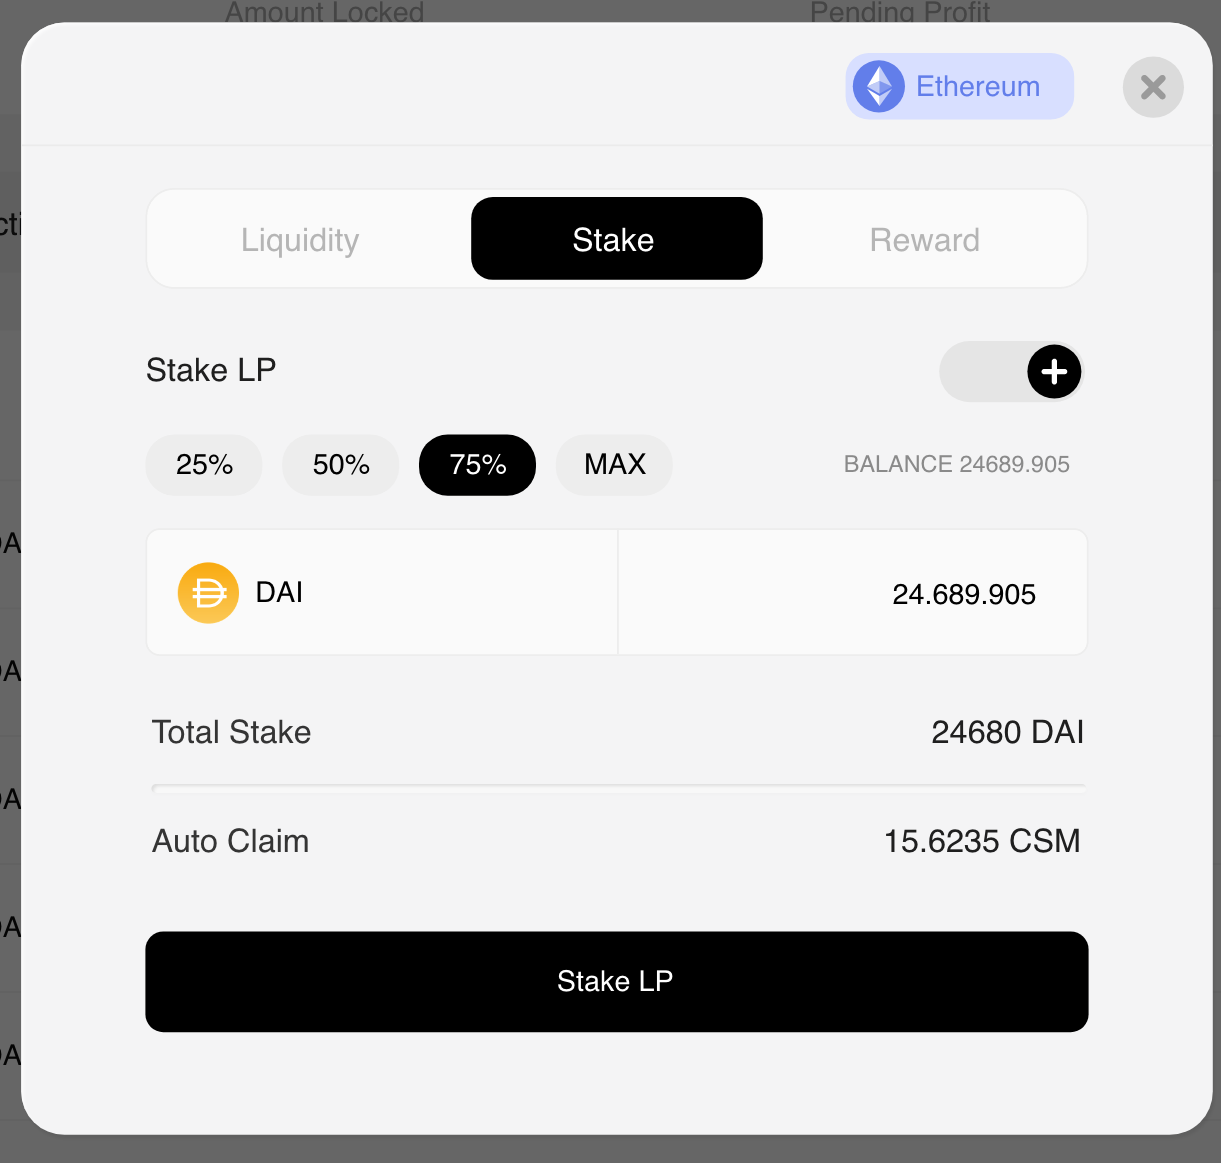 Amount Locked Pending Profit
Ethereum
Liquidity Stake Reward
Stake LP
25% 50% 75% MAX BALANCE 24689.905
DAI 24.689.905
Total Stake 24680 DAI
Auto Claim 15.6235 CSM
Stake LP